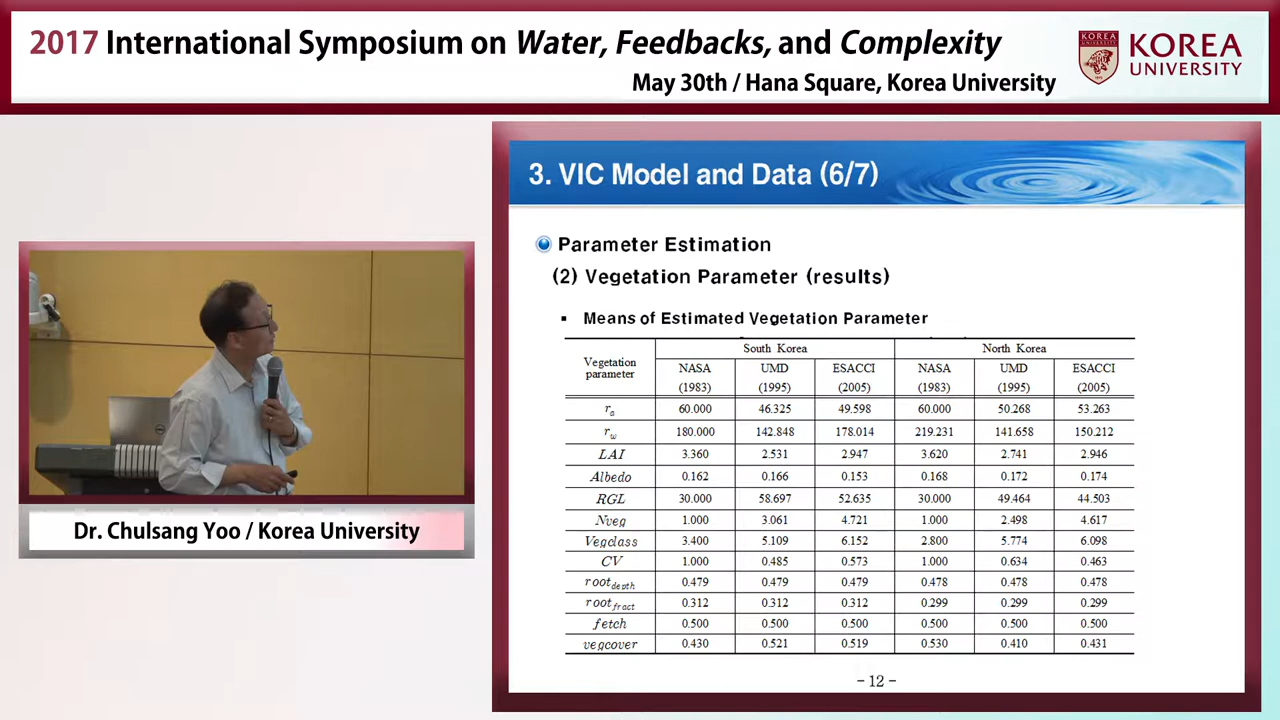 2017 International Symposium on Water, Feedbacks, and Complexity
May 30th / Hana Square, Korea University
KOREA
UNIVERSITY
3. VIC Model and Data (6/7)
Parameter Estimation
(2) Vegetation Parameter (results)
▪ Means of Estimated Vegetation Parameter
Vegetation parameter South Korea North Korea
NASA (1983) UMD (1995) ESACCI (2005) NASA (1983) UMD (1995) ESACCI (2005)
r_a 60.000 46.325 49.598 60.000 50.268 53.263
r_w 180.000 142.848 178.014 219.231 141.658 150.212
LAI 3.360 2.531 2.947 3.620 2.741 2.946
Albedo 0.162 0.166 0.153 0.168 0.172 0.174
RGL 30.000 58.697 52.635 30.000 49.464 44.503
Nveg 1.000 3.061 4.721 1.000 2.498 4.617
Vegclass 3.400 5.109 6.152 2.800 5.774 6.098
CV 1.000 0.485 0.573 1.000 0.634 0.463
root_depth 0.479 0.479 0.479 0.478 0.478 0.478
root_fract 0.312 0.312 0.312 0.299 0.299 0.299
fetch 0.500 0.500 0.500 0.500 0.500 0.500
vegcover 0.430 0.521 0.519 0.530 0.410 0.431
- 12 -
Dr. Chulsang Yoo / Korea University